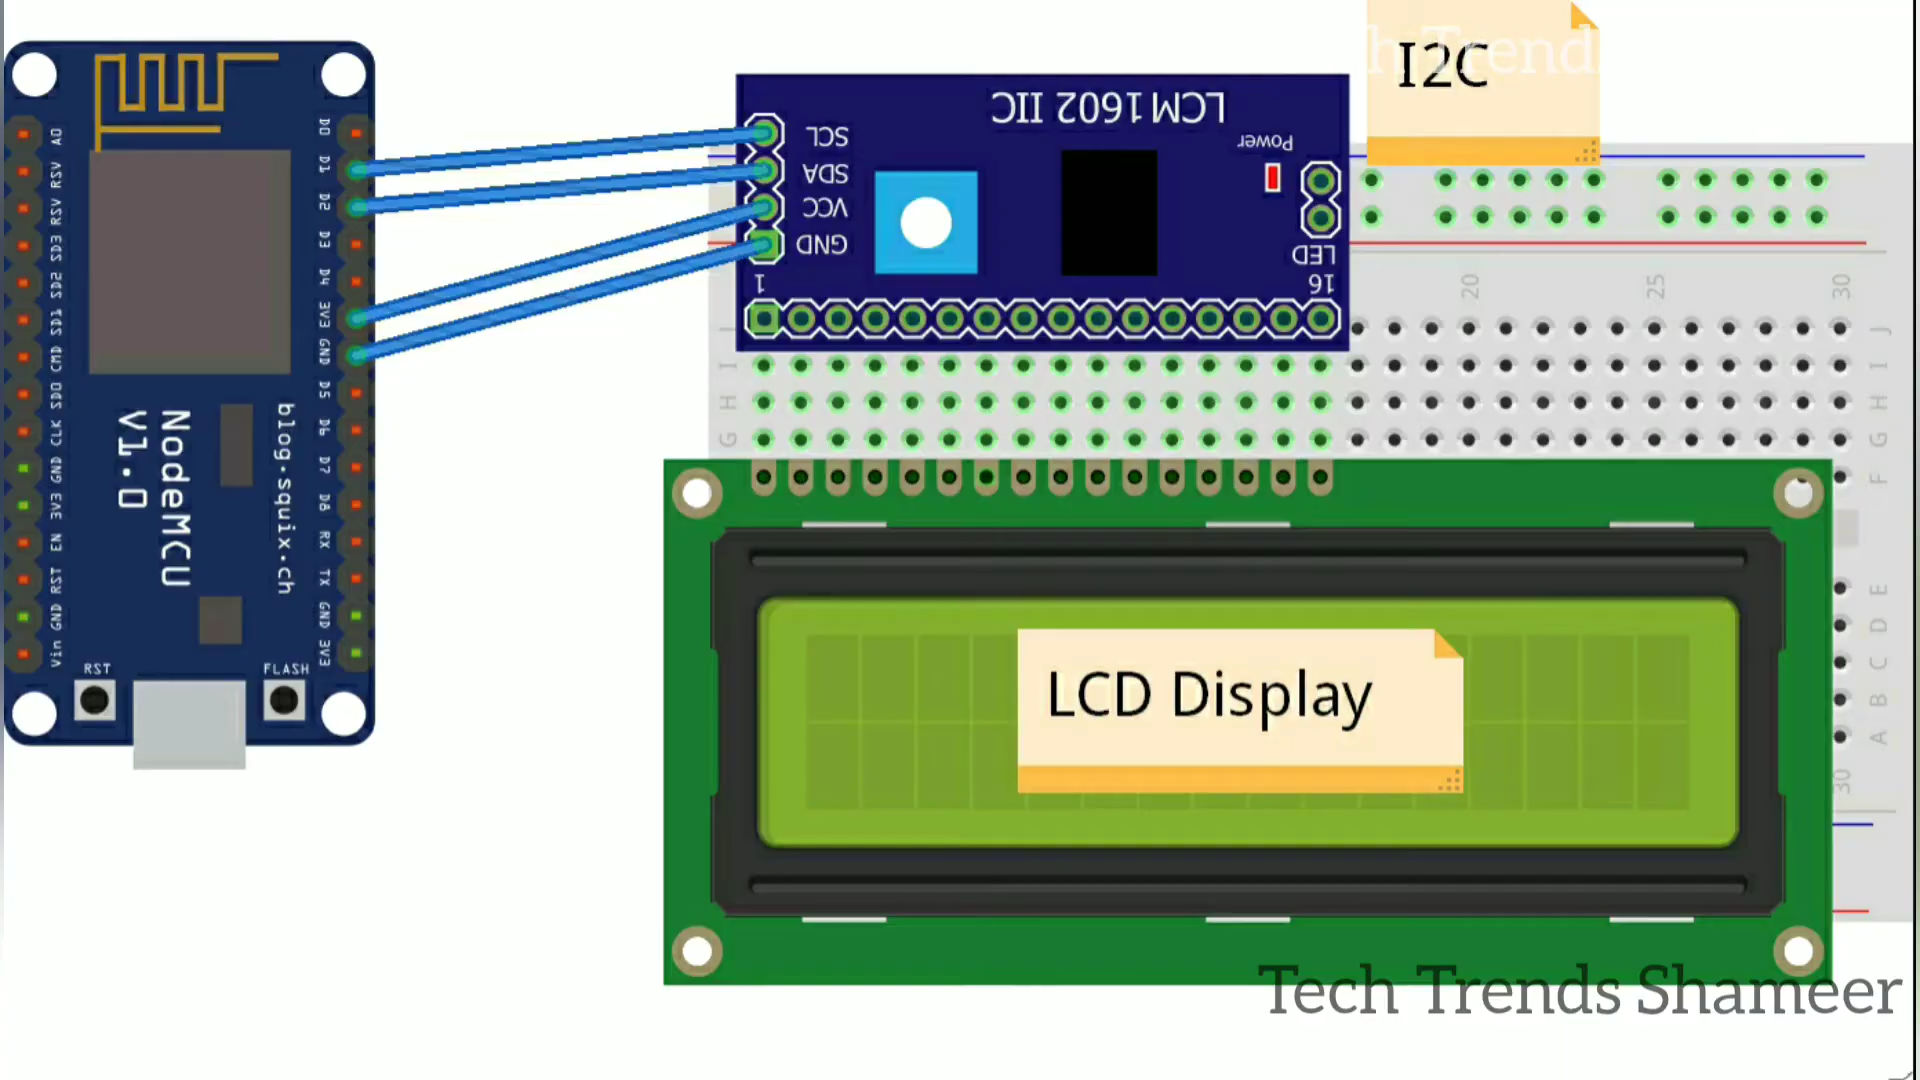 A0
RSV
RSV
SD3
SD2
SD1
CMD
SD0
CLK
GND
3V3
EN
RST
GND
Vin
D0
D1
D2
D3
D4
3V3
GND
D5
D6
D7
D8
RX
TX
GND
3V3
NodeMCU
V1.0
blog.squix.ch
RST
FLASH
LCM 1602 IIC
SCL
SDA
VCC
GND
Power
LED
1
16
I2C
h Trend
20
25
30
J
I
H
G
F
E
D
C
B
A
30
I
H
G
LCD Display
Tech Trends Shameer